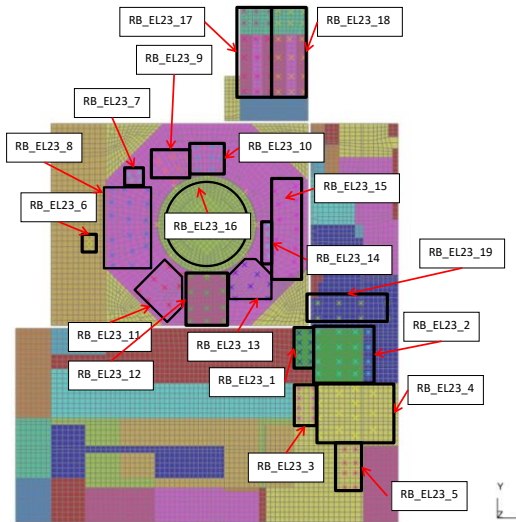 RB_EL23_17
RB_EL23_18
RB_EL23_9
RB_EL23_7
RB_EL23_8
RB_EL23_10
RB_EL23_15
RB_EL23_6
RB_EL23_16
RB_EL23_14
RB_EL23_19
RB_EL23_11
RB_EL23_2
RB_EL23_13
RB_EL23_12
RB_EL23_1
RB_EL23_4
RB_EL23_3
RB_EL23_5
Y
Z